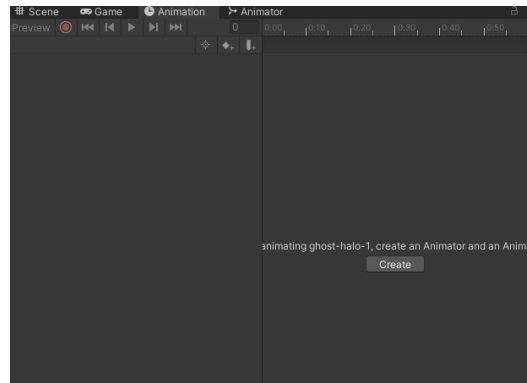 Scene Game Animation Animator
Preview 0 0:00 0:10 0:20 0:30 0:40 0:50
animating ghost-halo-1, create an Animator and an Anim
Create